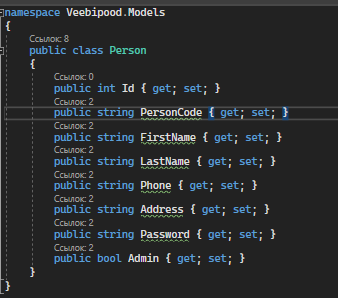 namespace Veebipood.Models
{
Ссылок: 8
public class Person
{
Ссылок: 0
public int Id { get; set; }
Ссылок: 2
public string PersonCode { get; set; }
Ссылок: 2
public string FirstName { get; set; }
Ссылок: 2
public string LastName { get; set; }
Ссылок: 2
public string Phone { get; set; }
Ссылок: 2
public string Address { get; set; }
Ссылок: 2
public string Password { get; set; }
Ссылок: 2
public bool Admin { get; set; }
}
}